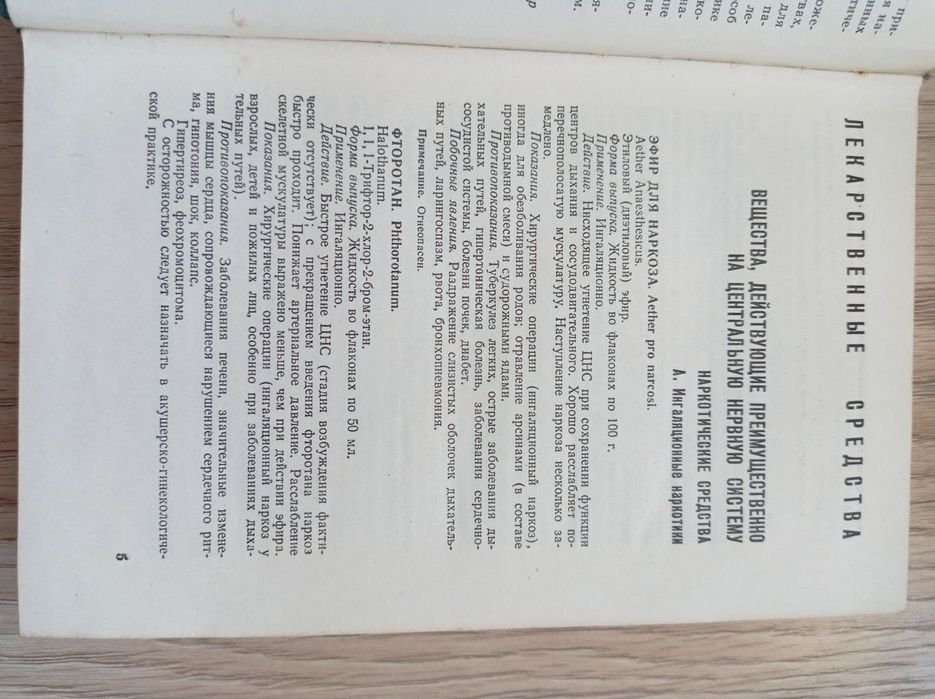 ЛЕКАРСТВЕННЫЕ СРЕДСТВА
ВЕЩЕСТВА, ДЕЙСТВУЮЩИЕ ПРЕИМУЩЕСТВЕННО
НА ЦЕНТРАЛЬНУЮ НЕРВНУЮ СИСТЕМУ
НАРКОТИЧЕСКИЕ СРЕДСТВА
А. Ингаляционные наркотики
ЭФИР ДЛЯ НАРКОЗА. Aether pro narcosi.
Aether Anaesthesicus.
Этиловый (диэтиловый) эфир.
Форма выпуска. Жидкость во флаконах по 100 г.
Применение. Ингаляционно.
Действие. Нисходящее угнетение ЦНС при сохранении функции
центров дыхания и сосудодвигательного. Хорошо расслабляет по-
перечнополосатую мускулатуру. Наступление наркоза несколько за-
медлено.
Показания. Хирургические операции (ингаляционный наркоз),
иногда для обезболивания родов; отравление арсинами (в составе
противодымной смеси) и судорожными ядами.
Противопоказания. Туберкулез легких, острые заболевания ды-
хательных путей, гипертоническая болезнь, заболевания сердечно-
сосудистой системы, болезни почек, диабет.
Побочные явления. Раздражение слизистых оболочек дыхатель-
ных путей, ларингоспазм, рвота, бронхопневмония.
Примечание. Огнеопасен.
ФТОРОТАН. Phthorotanum.
Halothanum.
1, 1, 1-Трифтор-2-хлор-2-бром-этан.
Форма выпуска. Жидкость во флаконах по 50 мл.
Применение. Ингаляционно.
Действие. Быстрое угнетение ЦНС (стадия возбуждения факти-
чески отсутствует); с прекращением введения фторотана наркоз
быстро проходит. Понижает артериальное давление. Расслабление
скелетной мускулатуры выражено меньше, чем при действии эфира.
Показания. Хирургические операции (ингаляционный наркоз у
взрослых, детей и пожилых лиц, особенно при заболеваниях дыха-
тельных путей).
Противопоказания. Заболевания печени, значительные измене-
ния мышцы сердца, сопровождающиеся нарушением сердечного рит-
ма, гипотония, шок, коллапс.
Гипертиреоз, феохромоцитома.
С осторожностью следует назначать в акушерско-гинекологиче-
ской практике,
5